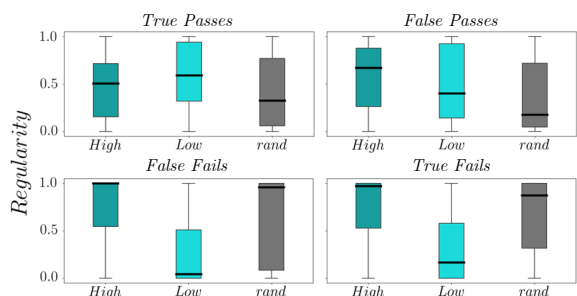 True Passes
False Passes
1.0
0.5
0.0
High Low rand
High Low rand
False Fails
True Fails
1.0
0.5
0.0
High Low rand
High Low rand
Regularity